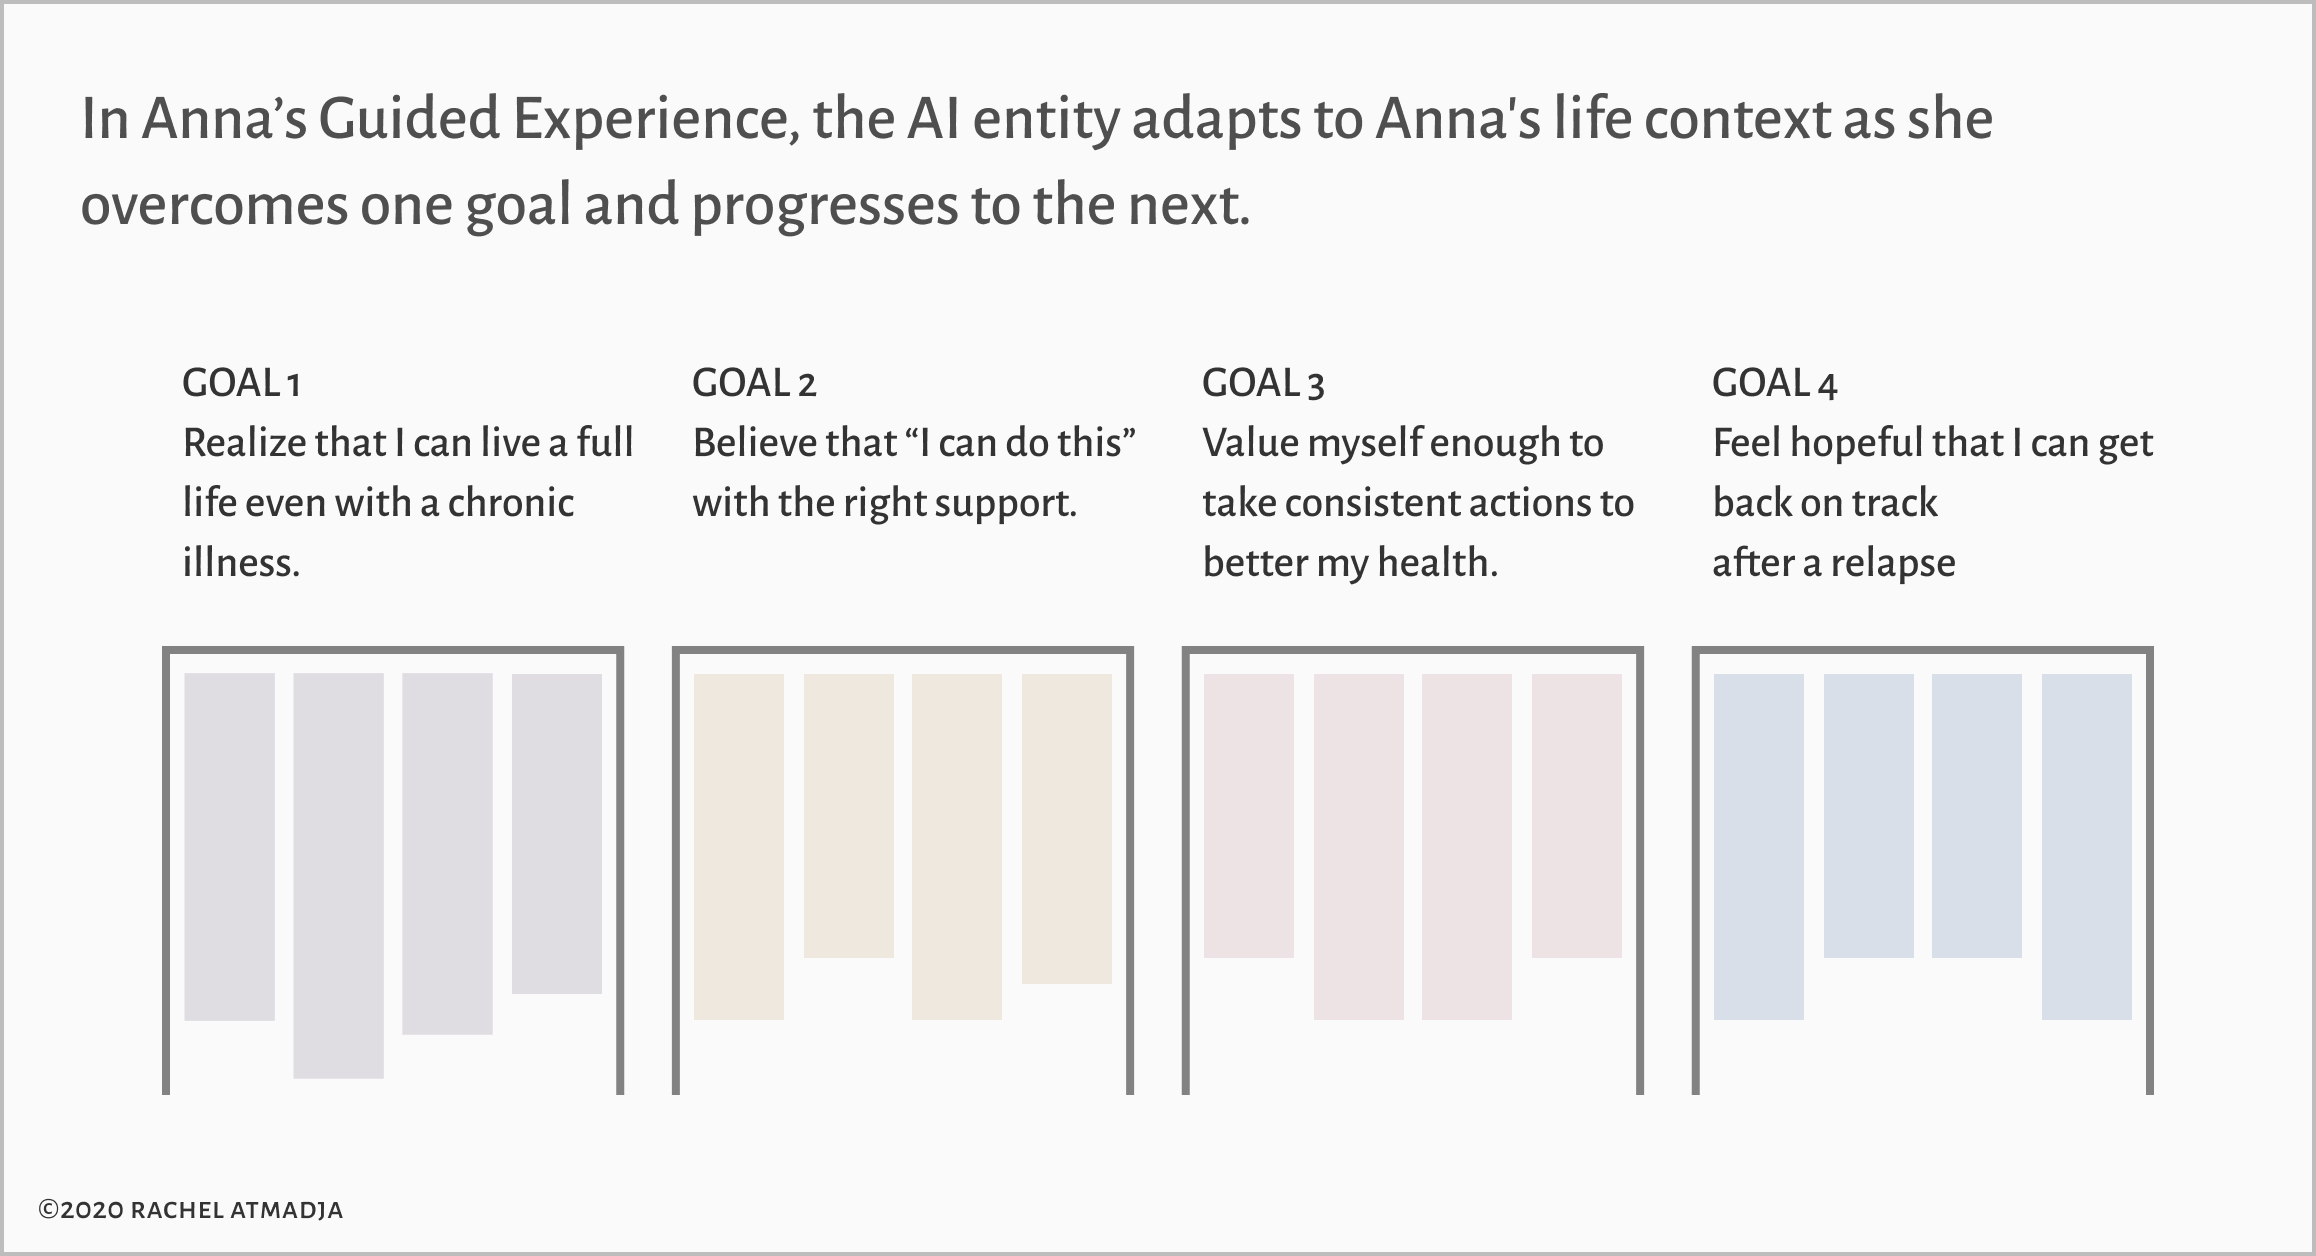 In Anna’s Guided Experience, the AI entity adapts to Anna's life context as she
overcomes one goal and progresses to the next.
GOAL 1
Realize that I can live a full
life even with a chronic
illness.
GOAL 2
Believe that “I can do this”
with the right support.
GOAL 3
Value myself enough to
take consistent actions to
better my health.
GOAL 4
Feel hopeful that I can get
back on track
after a relapse
©2020 RACHEL ATMADJA